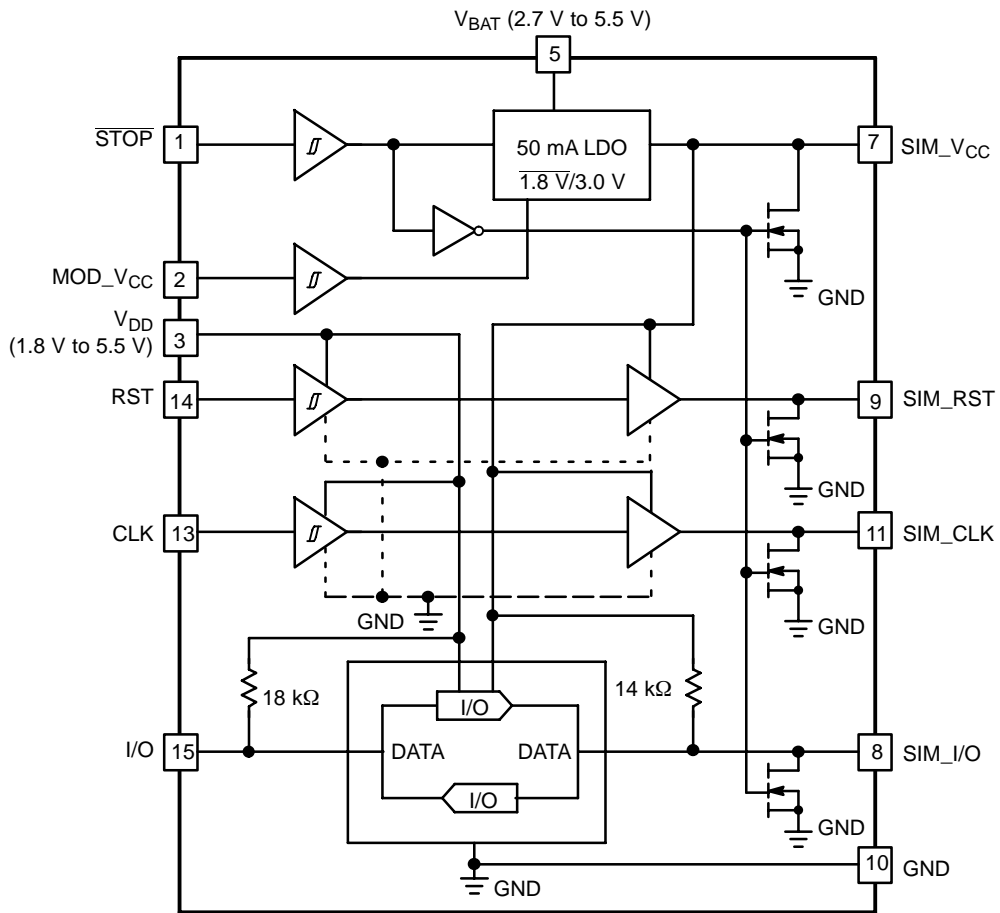 V_BAT (2.7 V to 5.5 V)
5
STOP
1
50 mA LDO
1.8 V/3.0 V
7
SIM_V_CC
MOD_V_CC
2
GND
V_DD
3
(1.8 V to 5.5 V)
RST
14
9
SIM_RST
GND
CLK
13
11
SIM_CLK
GND
GND
18 kΩ
14 kΩ
I/O
I/O
15
DATA
DATA
8
SIM_I/O
I/O
GND
10
GND
GND